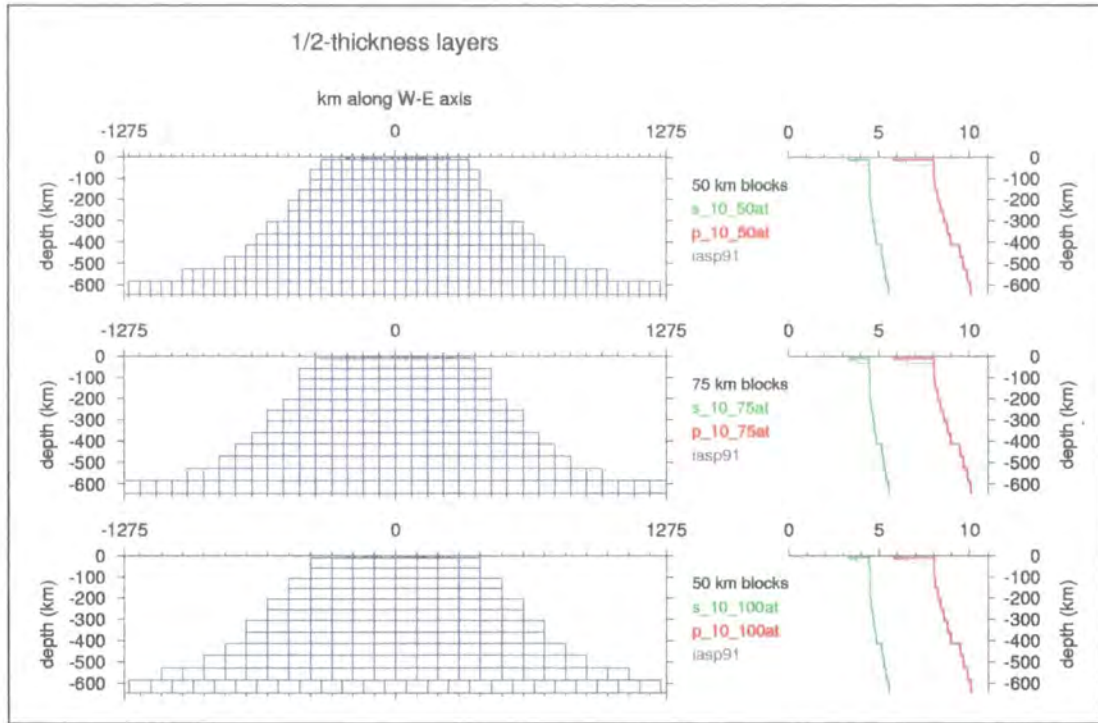 1/2-thickness layers
km along W-E axis
-1275 0 1275 0 5 10
depth (km)
0
-100
-200
-300
-400
-500
-600
50 km blocks
s_10_50at
p_10_50at
iasp91
0
-100
-200
-300
-400
-500
-600
depth (km)
-1275 0 1275 0 5 10
depth (km)
0
-100
-200
-300
-400
-500
-600
75 km blocks
s_10_75at
p_10_75at
iasp91
0
-100
-200
-300
-400
-500
-600
depth (km)
-1275 0 1275 0 5 10
depth (km)
0
-100
-200
-300
-400
-500
-600
50 km blocks
s_10_100at
p_10_100at
iasp91
0
-100
-200
-300
-400
-500
-600
depth (km)